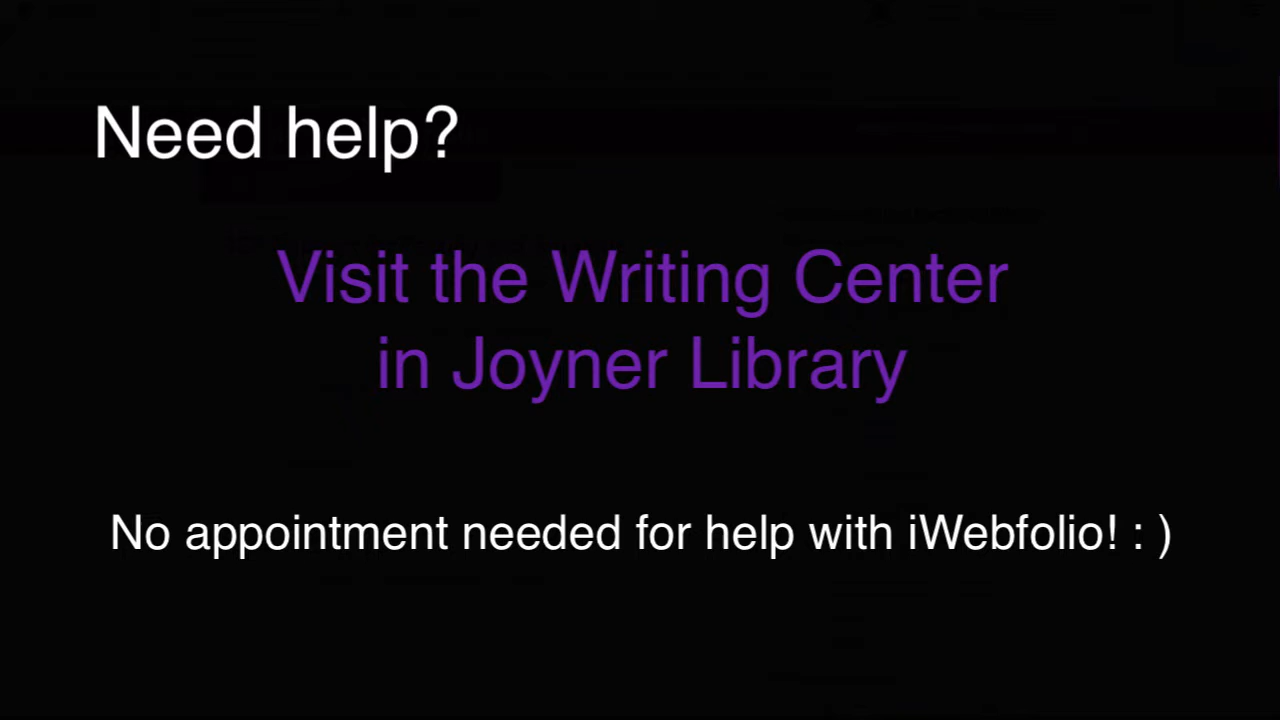 Need help?
Visit the Writing Center
in Joyner Library
No appointment needed for help with iWebfolio! : )